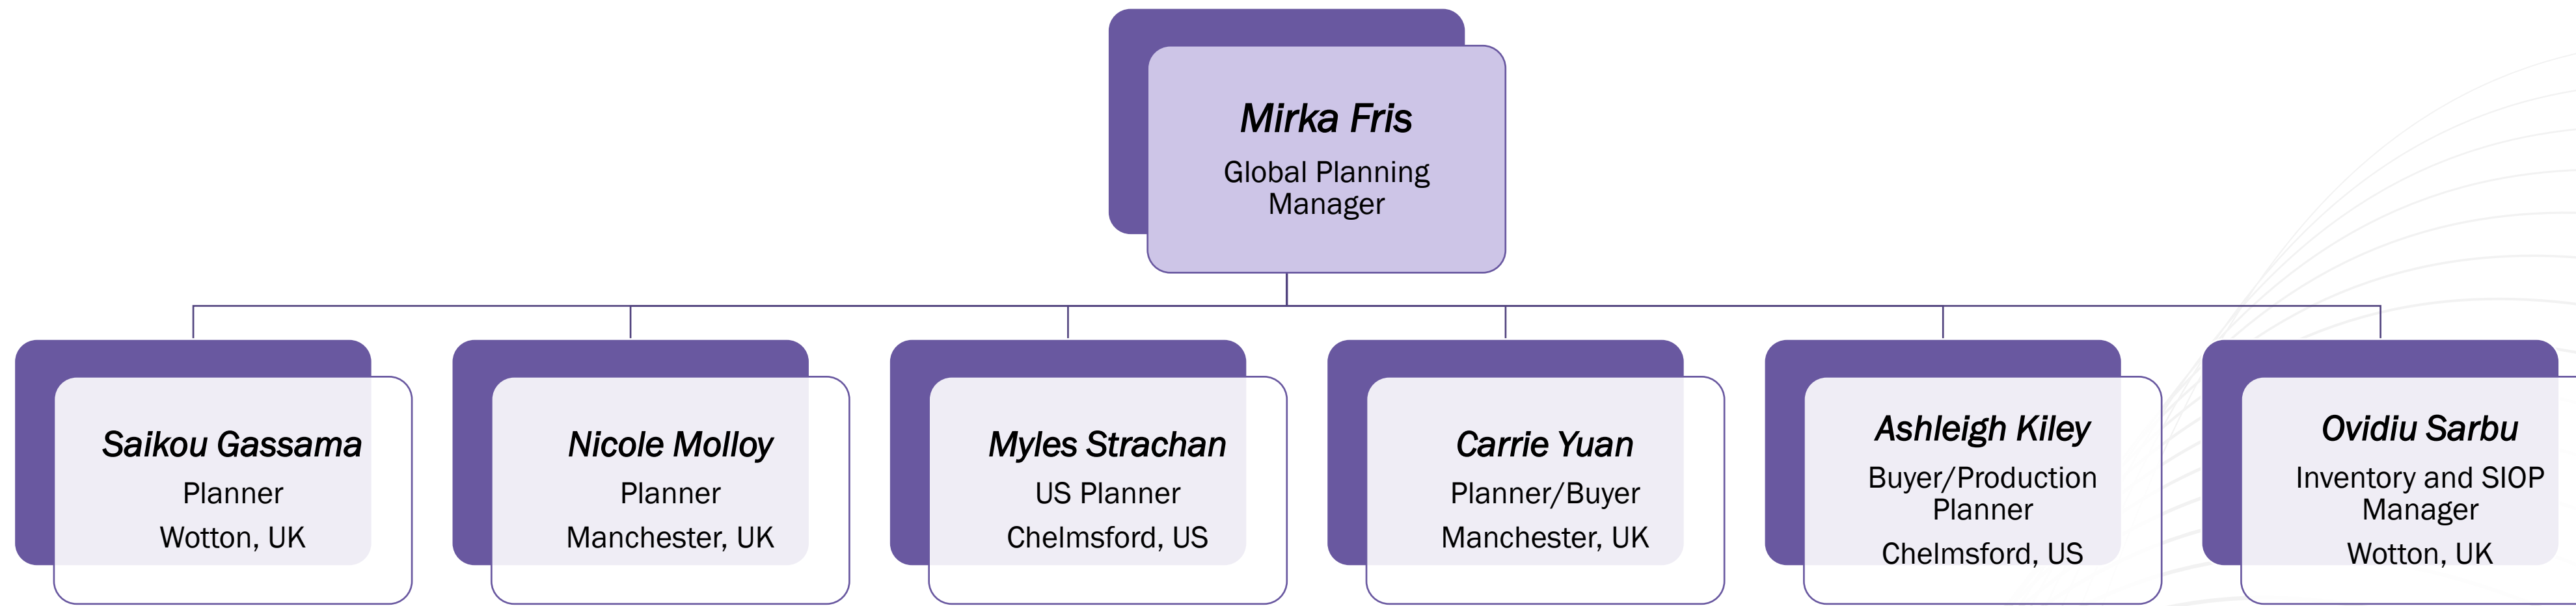 Mirka Fris
Global Planning
Manager
Saikou Gassama
Planner
Wotton, UK
Nicole Molloy
Planner
Manchester, UK
Myles Strachan
US Planner
Chelmsford, US
Carrie Yuan
Planner/Buyer
Manchester, UK
Ashleigh Kiley
Buyer/Production
Planner
Chelmsford, US
Ovidiu Sarbu
Inventory and SIOP
Manager
Wotton, UK